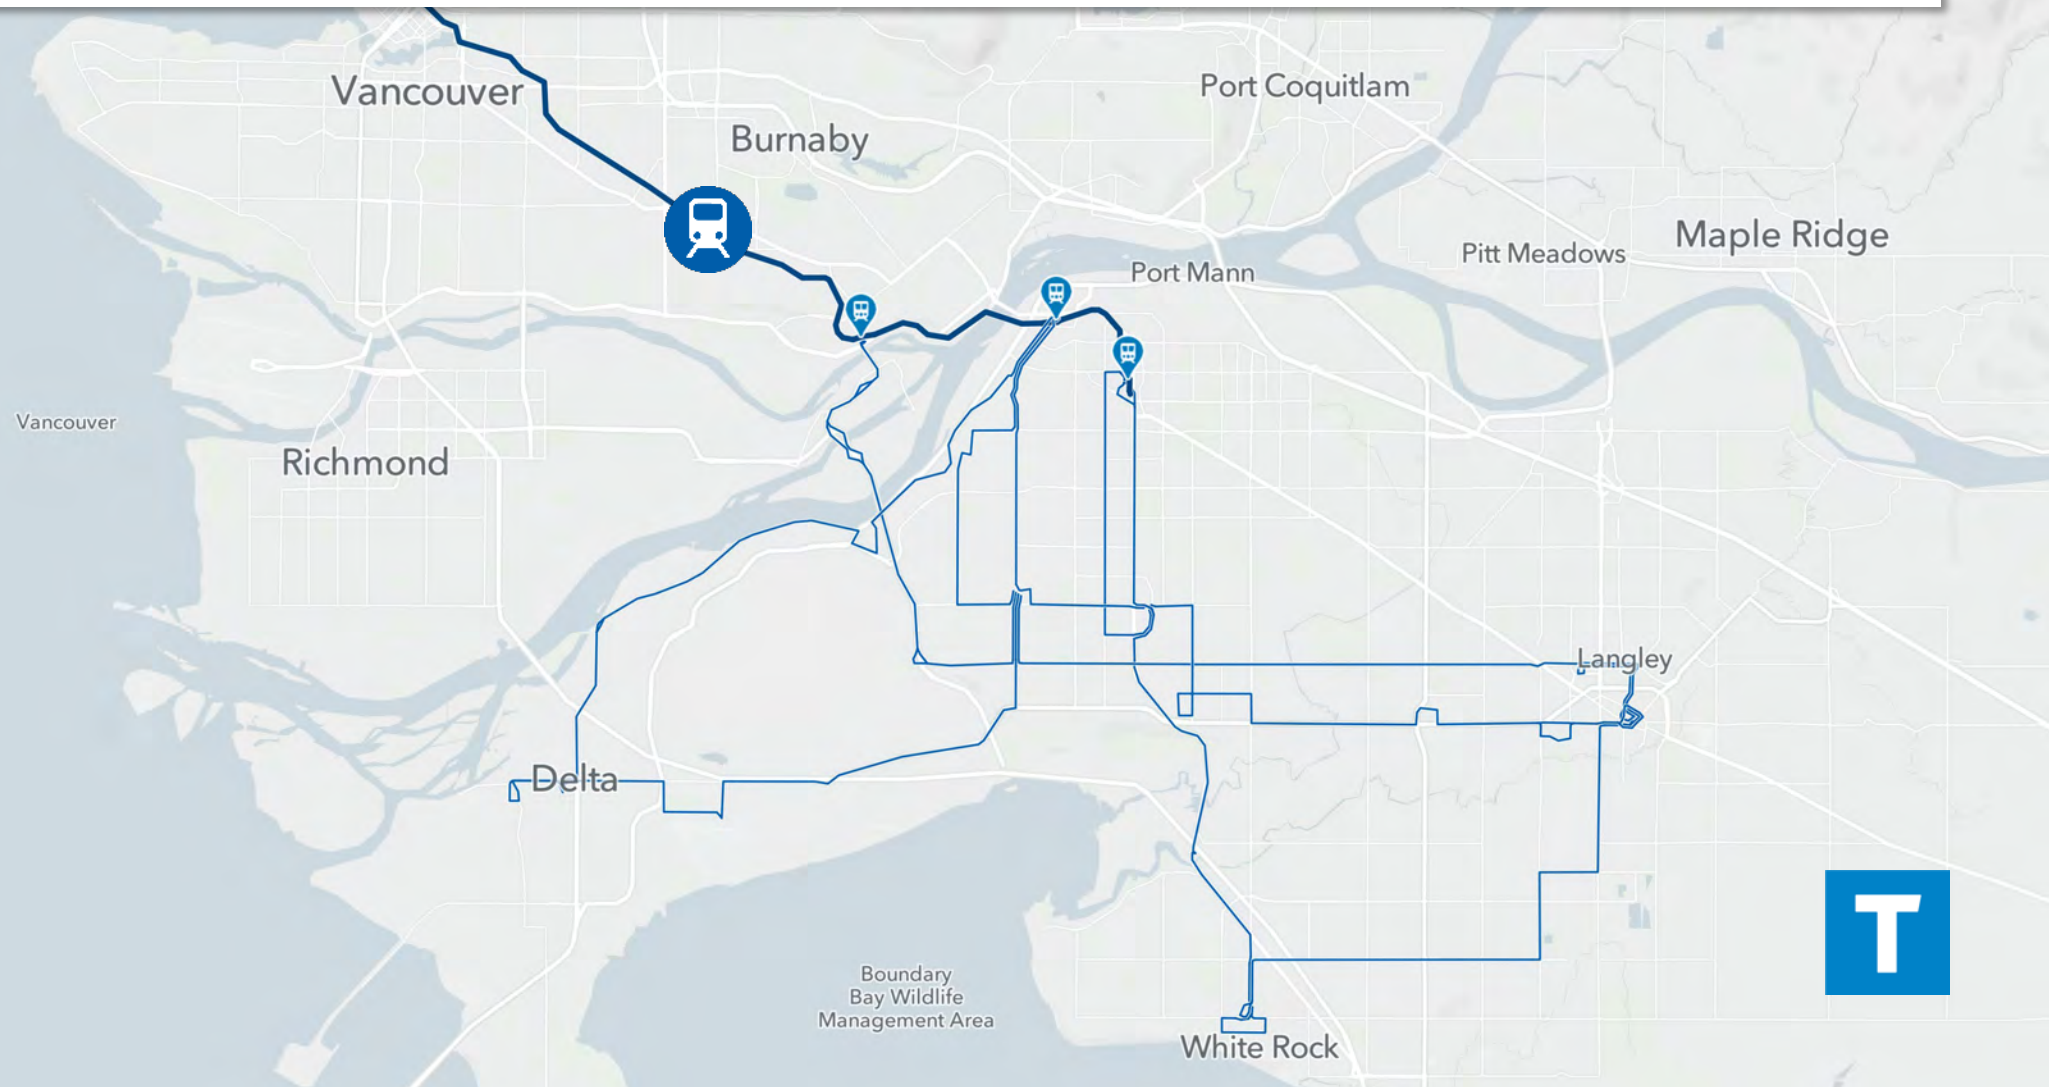 Vancouver
Port Coquitlam
Burnaby
Maple Ridge
Pitt Meadows
Port Mann
Vancouver
Richmond
Langley
Delta
Boundary
Bay Wildlife
Management Area
White Rock
T